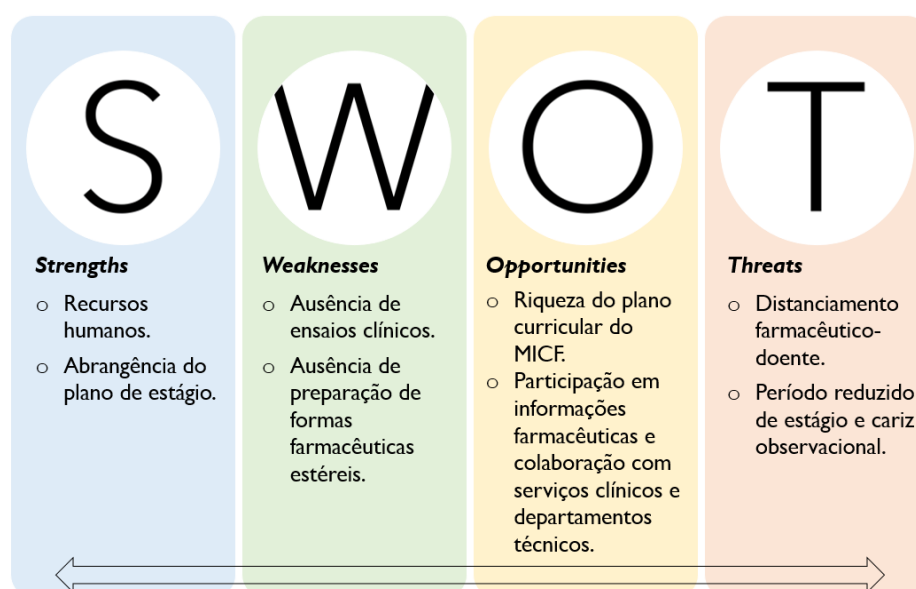 S
Strengths
o Recursos
humanos.
o Abrangência do
plano de estágio.
W
Weaknesses
o Ausência de
ensaios clínicos.
o Ausência de
preparação de
formas
farmacêuticas
estéreis.
O
Opportunities
o Riqueza do plano
curricular do
MICF.
o Participação em
informações
farmacêuticas e
colaboração com
serviços clínicos e
departamentos
técnicos.
T
Threats
o Distanciamento
farmacêutico-
doente.
o Período reduzido
de estágio e cariz
observacional.